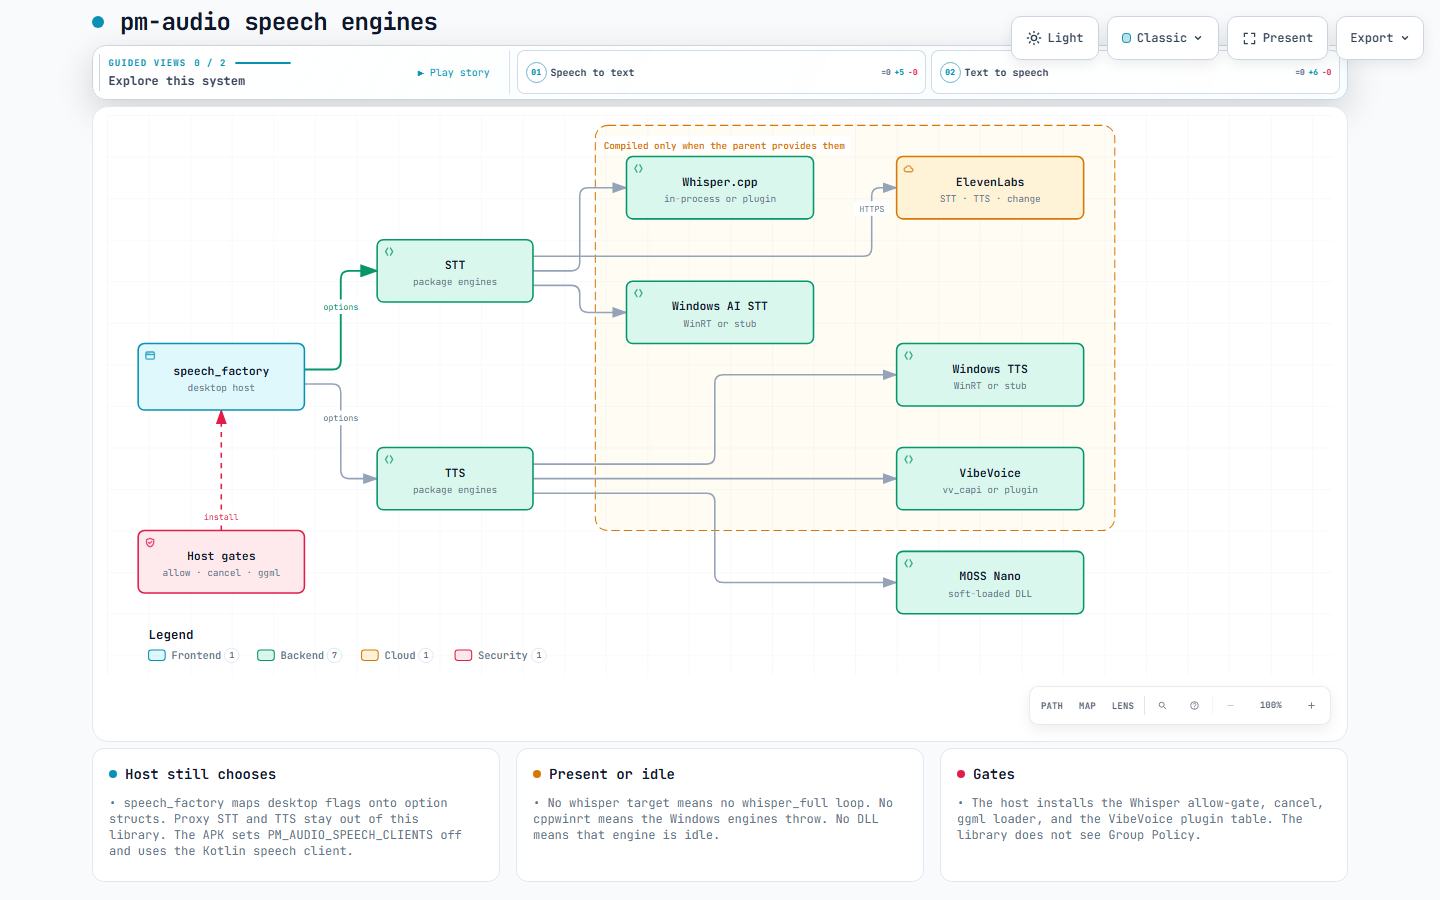 pm-audio speech engines
Light
Classic
Present
Export
GUIDED VIEWS 0 / 2
Explore this system
▶ Play story
01 Speech to text =0 +5 -0
02 Text to speech =0 +6 -0
Compiled only when the parent provides them
Whisper.cpp
in-process or plugin
ElevenLabs
STT · TTS · change
HTTPS
STT
package engines
Windows AI STT
WinRT or stub
options
speech_factory
desktop host
Windows TTS
WinRT or stub
options
TTS
package engines
VibeVoice
vv_capi or plugin
install
Host gates
allow · cancel · ggml
MOSS Nano
soft-loaded DLL
Legend
Frontend 1
Backend 7
Cloud 1
Security 1
PATH MAP LENS − 100% +
Host still chooses
• speech_factory maps desktop flags onto option
structs. Proxy STT and TTS stay out of this
library. The APK sets PM_AUDIO_SPEECH_CLIENTS off
and uses the Kotlin speech client.
Present or idle
• No whisper target means no whisper_full loop. No
cppwinrt means the Windows engines throw. No DLL
means that engine is idle.
Gates
• The host installs the Whisper allow-gate, cancel,
ggml loader, and the VibeVoice plugin table. The
library does not see Group Policy.